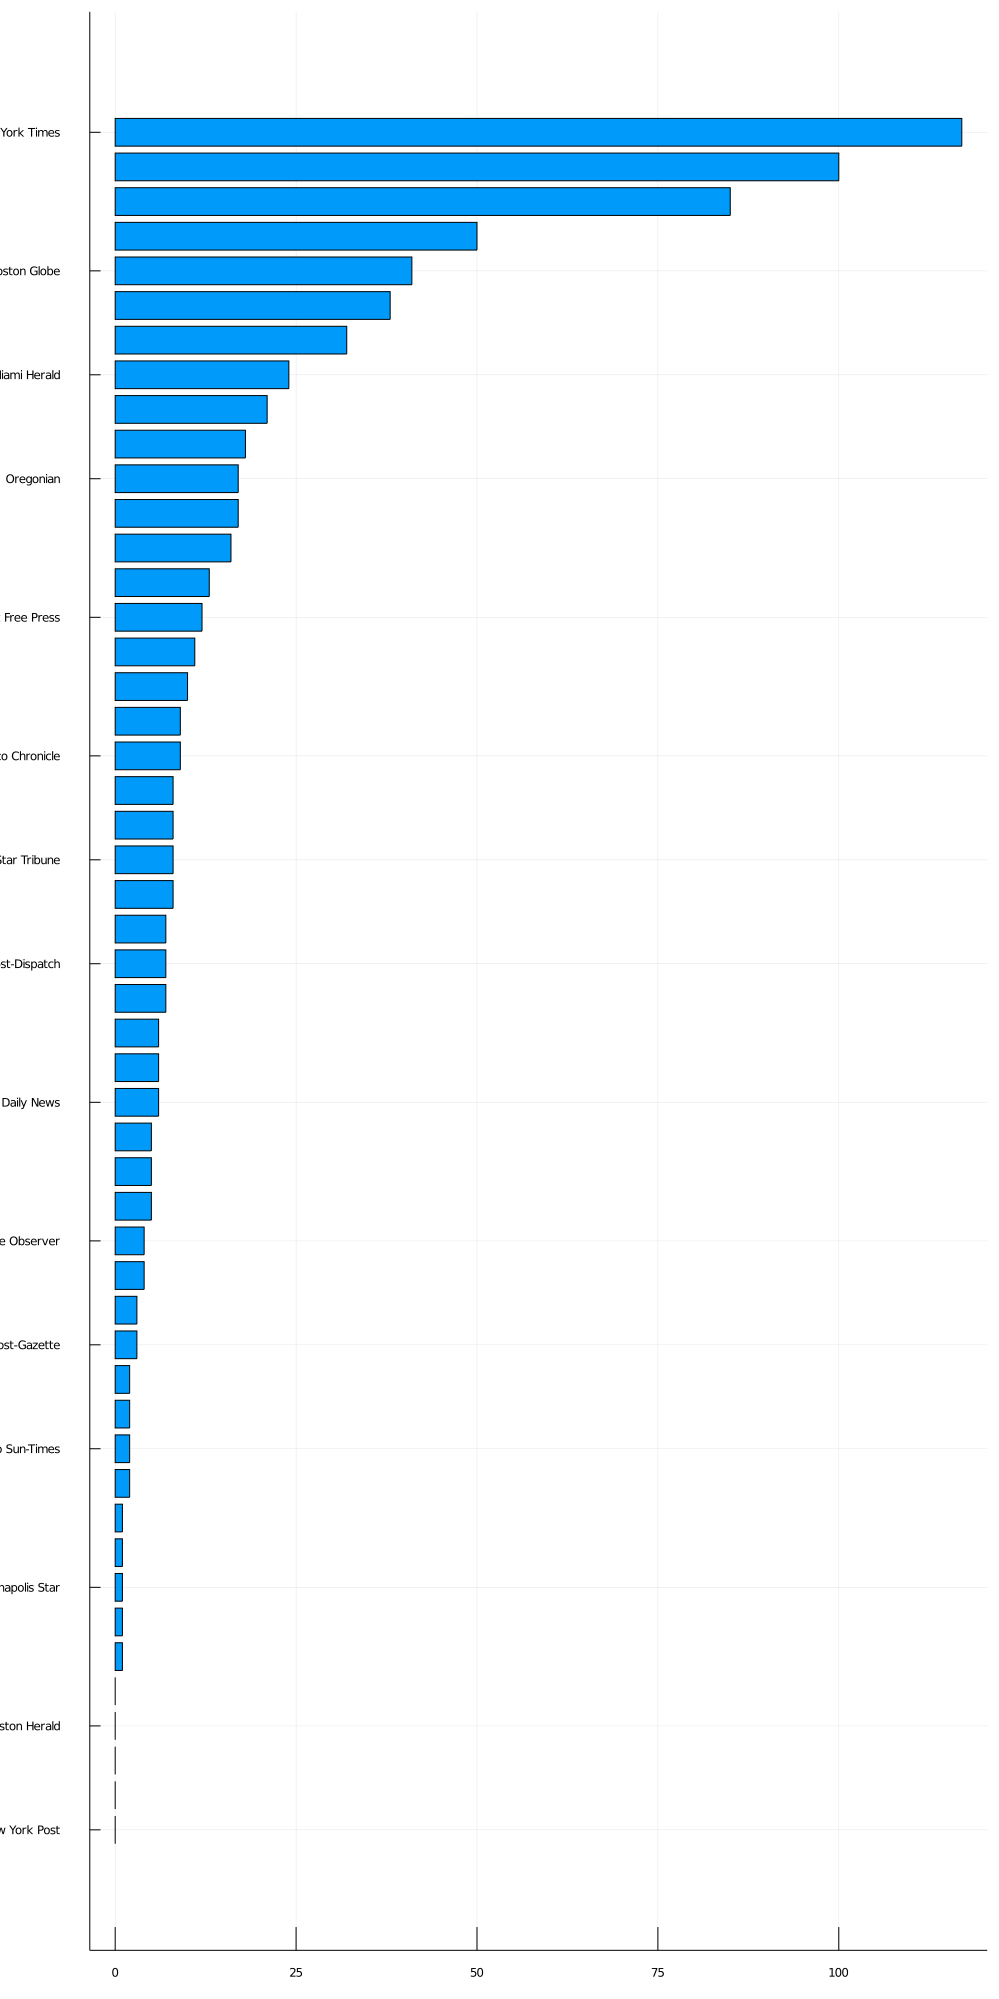 York Times
oston Globe
iami Herald
Oregonian
Free Press
o Chronicle
Star Tribune
st-Dispatch
Daily News
e Observer
ost-Gazette
o Sun-Times
napolis Star
ston Herald
w York Post
0 25 50 75 100